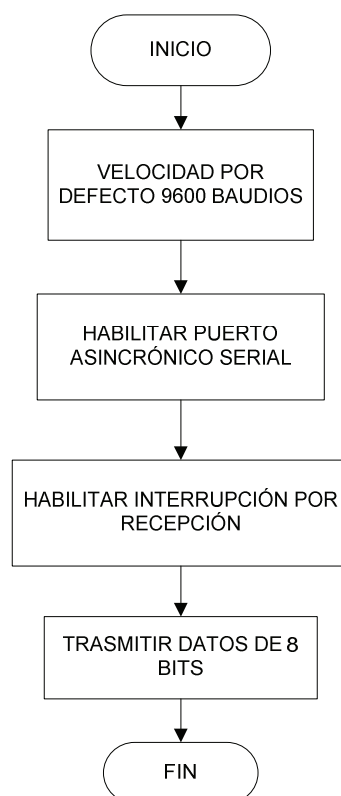 INICIO
VELOCIDAD POR
DEFECTO 9600 BAUDIOS
HABILITAR PUERTO
ASINCRÓNICO SERIAL
HABILITAR INTERRUPCIÓN POR
RECEPCIÓN
TRASMITIR DATOS DE 8
BITS
FIN